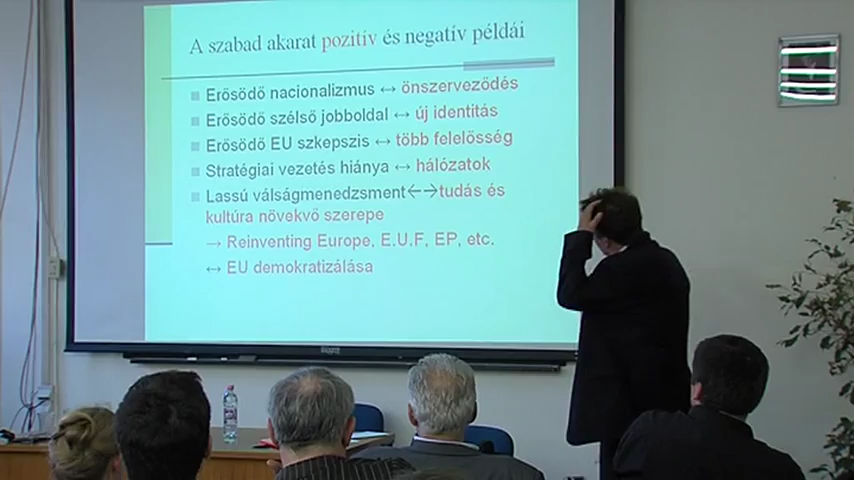 A szabad akarat pozitív és negatív példái
Erősödő nacionalizmus ↔ önszerveződés
Erősödő szélső jobboldal ↔ új identitás
Erősödő EU szkepszis ↔ több felelősség
Stratégiai vezetés hiánya ↔ hálózatok
Lassú válságmenedzsment←→tudás és
kultúra növekvő szerepe
→ Reinventing Europe, E.U.F, EP, etc.
↔ EU demokratizálása